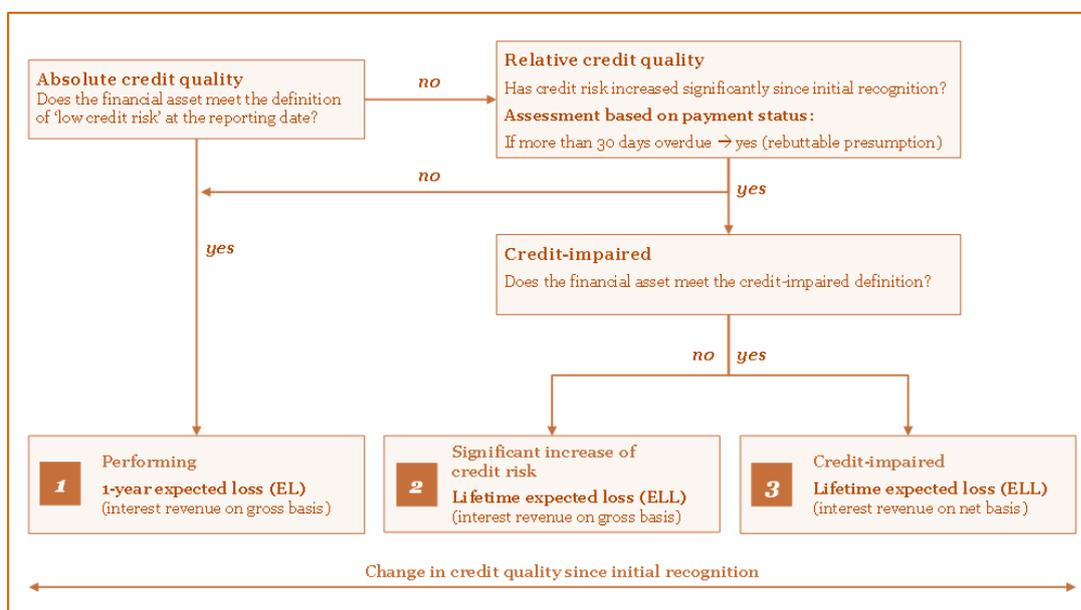 Absolute credit quality
Does the financial asset meet the definition
of ‘low credit risk’ at the reporting date?
no
Relative credit quality
Has credit risk increased significantly since initial recognition?
Assessment based on payment status:
If more than 30 days overdue → yes (rebuttable presumption)
no
yes
yes
Credit-impaired
Does the financial asset meet the credit-impaired definition?
no
yes
1
Performing
1-year expected loss (EL)
(interest revenue on gross basis)
2
Significant increase of
credit risk
Lifetime expected loss (ELL)
(interest revenue on gross basis)
3
Credit-impaired
Lifetime expected loss (ELL)
(interest revenue on net basis)
Change in credit quality since initial recognition